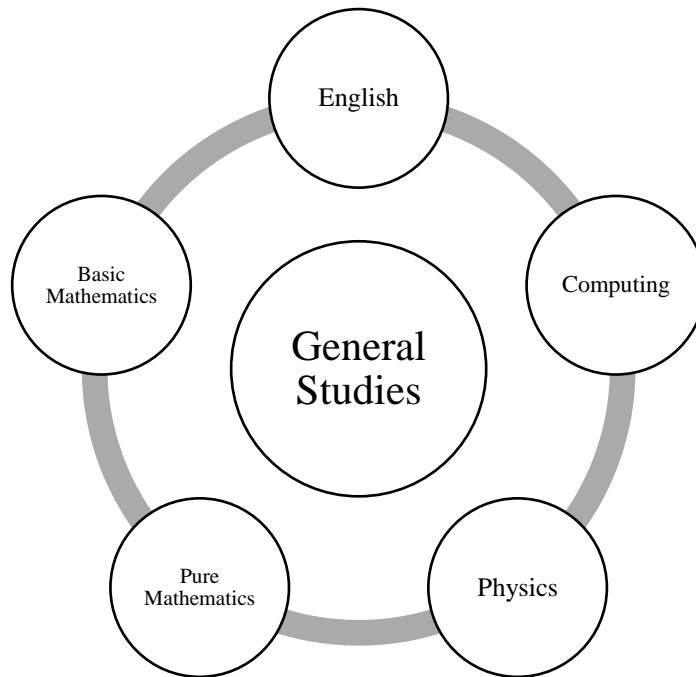 English
Computing
Physics
Pure
Mathematics
Basic
Mathematics
General
Studies